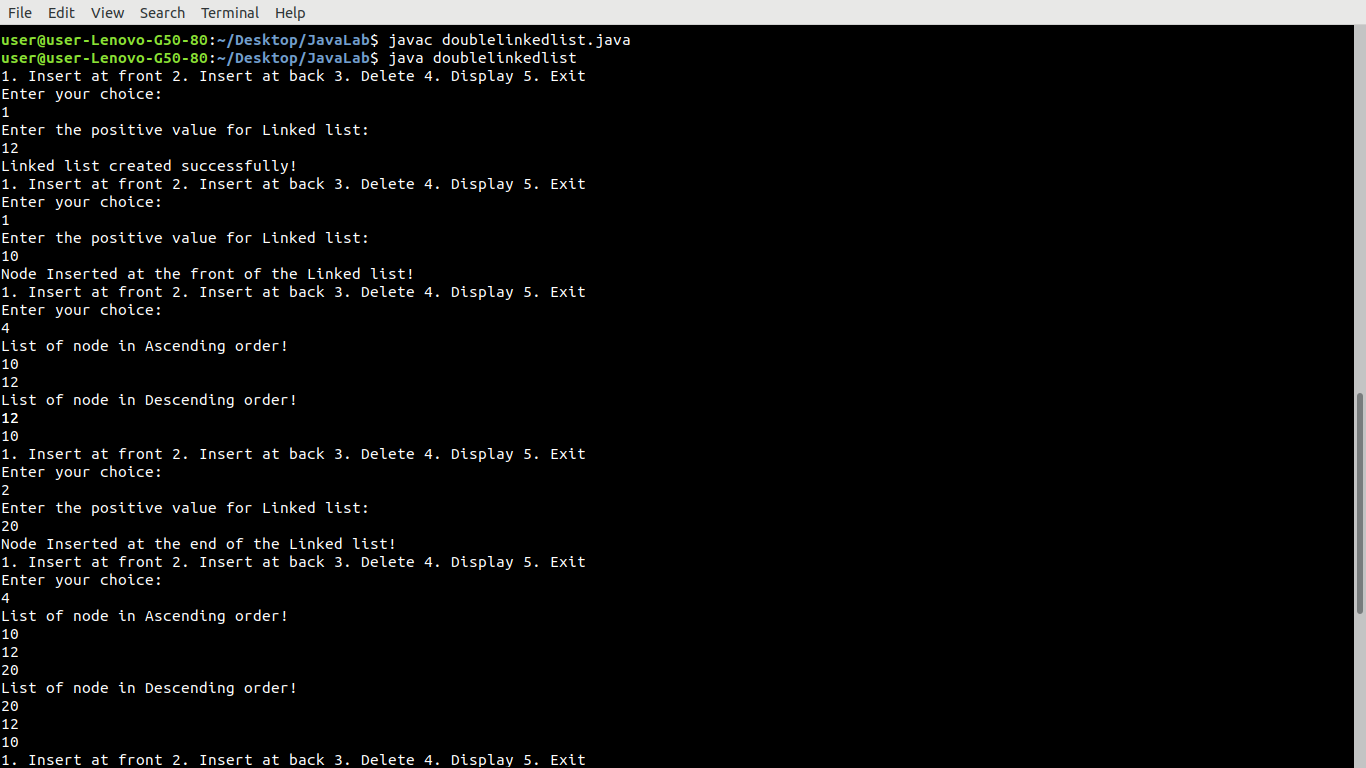 File Edit View Search Terminal Help
user@user-Lenovo-G50-80:~/Desktop/JavaLab$ javac doublelinkedlist.java
user@user-Lenovo-G50-80:~/Desktop/JavaLab$ java doublelinkedlist
1. Insert at front 2. Insert at back 3. Delete 4. Display 5. Exit
Enter your choice:
1
Enter the positive value for Linked list:
12
Linked list created successfully!
1. Insert at front 2. Insert at back 3. Delete 4. Display 5. Exit
Enter your choice:
1
Enter the positive value for Linked list:
10
Node Inserted at the front of the Linked list!
1. Insert at front 2. Insert at back 3. Delete 4. Display 5. Exit
Enter your choice:
4
List of node in Ascending order!
10
12
List of node in Descending order!
12
10
1. Insert at front 2. Insert at back 3. Delete 4. Display 5. Exit
Enter your choice:
2
Enter the positive value for Linked list:
20
Node Inserted at the end of the Linked list!
1. Insert at front 2. Insert at back 3. Delete 4. Display 5. Exit
Enter your choice:
4
List of node in Ascending order!
10
12
20
List of node in Descending order!
20
12
10
1. Insert at front 2. Insert at back 3. Delete 4. Display 5. Exit